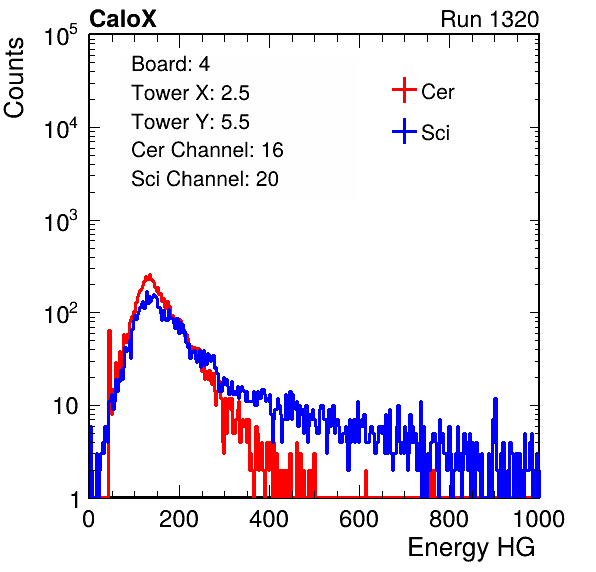 CaloX Run 1320
Counts
Board: 4
Tower X: 2.5
Tower Y: 5.5
Cer Channel: 16
Sci Channel: 20
Cer
Sci
10^5
10^4
10^3
10^2
10
1
0 200 400 600 800 1000
Energy HG